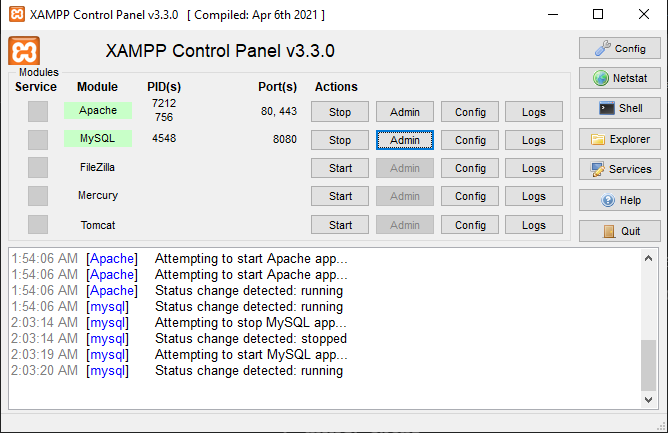 XAMPP Control Panel v3.3.0 [ Compiled: Apr 6th 2021 ]
XAMPP Control Panel v3.3.0
Config
Modules
Service Module PID(s) Port(s) Actions
Netstat
Apache 7212 756 80, 443 Stop Admin Config Logs
Shell
MySQL 4548 8080 Stop Admin Config Logs
Explorer
FileZilla Start Admin Config Logs
Services
Mercury Start Admin Config Logs
Help
Tomcat Start Admin Config Logs
Quit
1:54:06 AM [Apache] Attempting to start Apache app...
1:54:06 AM [Apache] Attempting to start Apache app...
1:54:06 AM [Apache] Status change detected: running
1:54:06 AM [mysql] Status change detected: running
2:03:14 AM [mysql] Attempting to stop MySQL app...
2:03:14 AM [mysql] Status change detected: stopped
2:03:19 AM [mysql] Attempting to start MySQL app...
2:03:20 AM [mysql] Status change detected: running